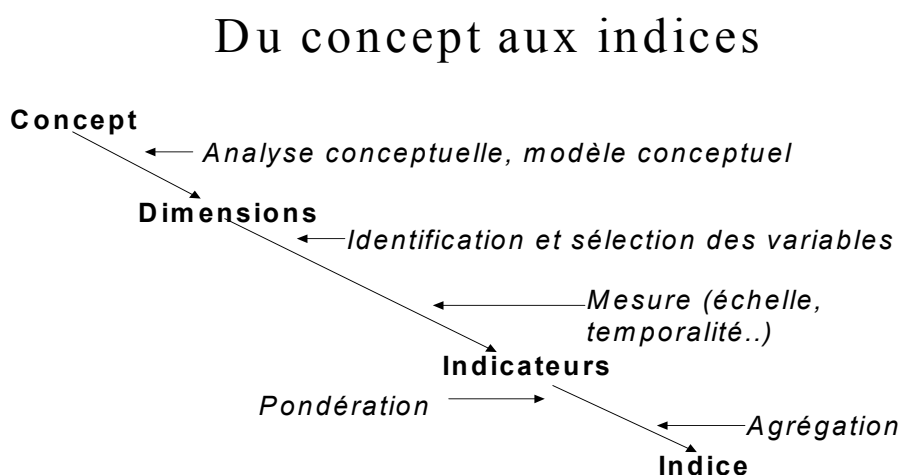 Du concept aux indices
Concept
Analyse conceptuelle, modèle conceptuel
Dimensions
Identification et sélection des variables
Mesure (échelle,
temporalité..)
Indicateurs
Pondération
Agrégation
Indice